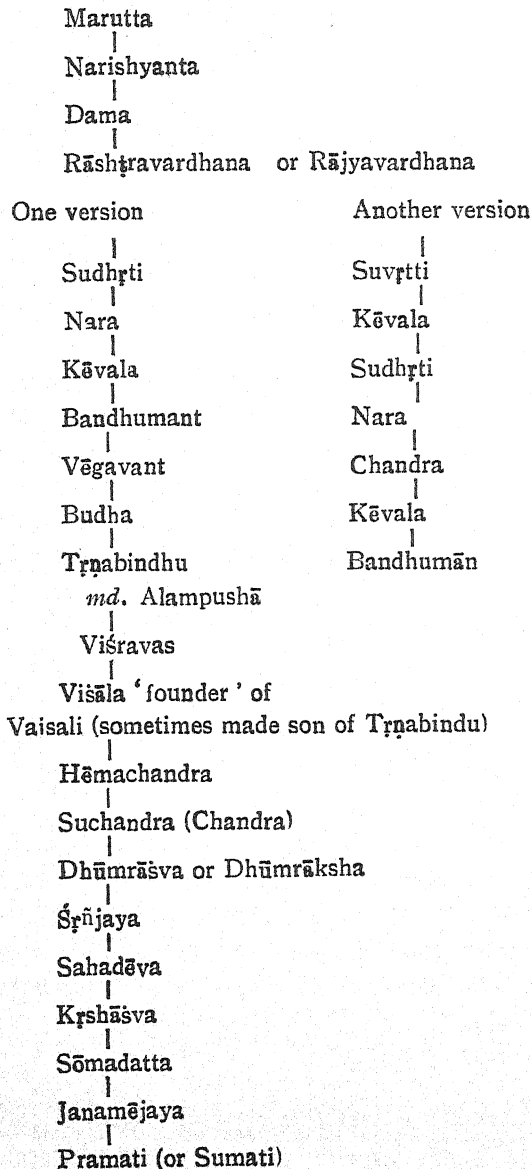 Marutta
Narishyanta
Dama
Rāshṭravardhana or Rājyavardhana
One version Another version
Sudhṛti Suvṛtti
Nara Kēvala
Kēvala Sudhṛti
Bandhumant Nara
Vēgavant Chandra
Budha Kēvala
Tṛṇabindhu Bandhumān
md. Alampushā
Viśravas
Viśāla ‘founder’ of
Vaisali (sometimes made son of Tṛṇabindu)
Hēmachandra
Suchandra (Chandra)
Dhūmrāśva or Dhūmrāksha
Śṛñjaya
Sahadēva
Kṛshāśva
Sōmadatta
Janamējaya
Pramati (or Sumati)